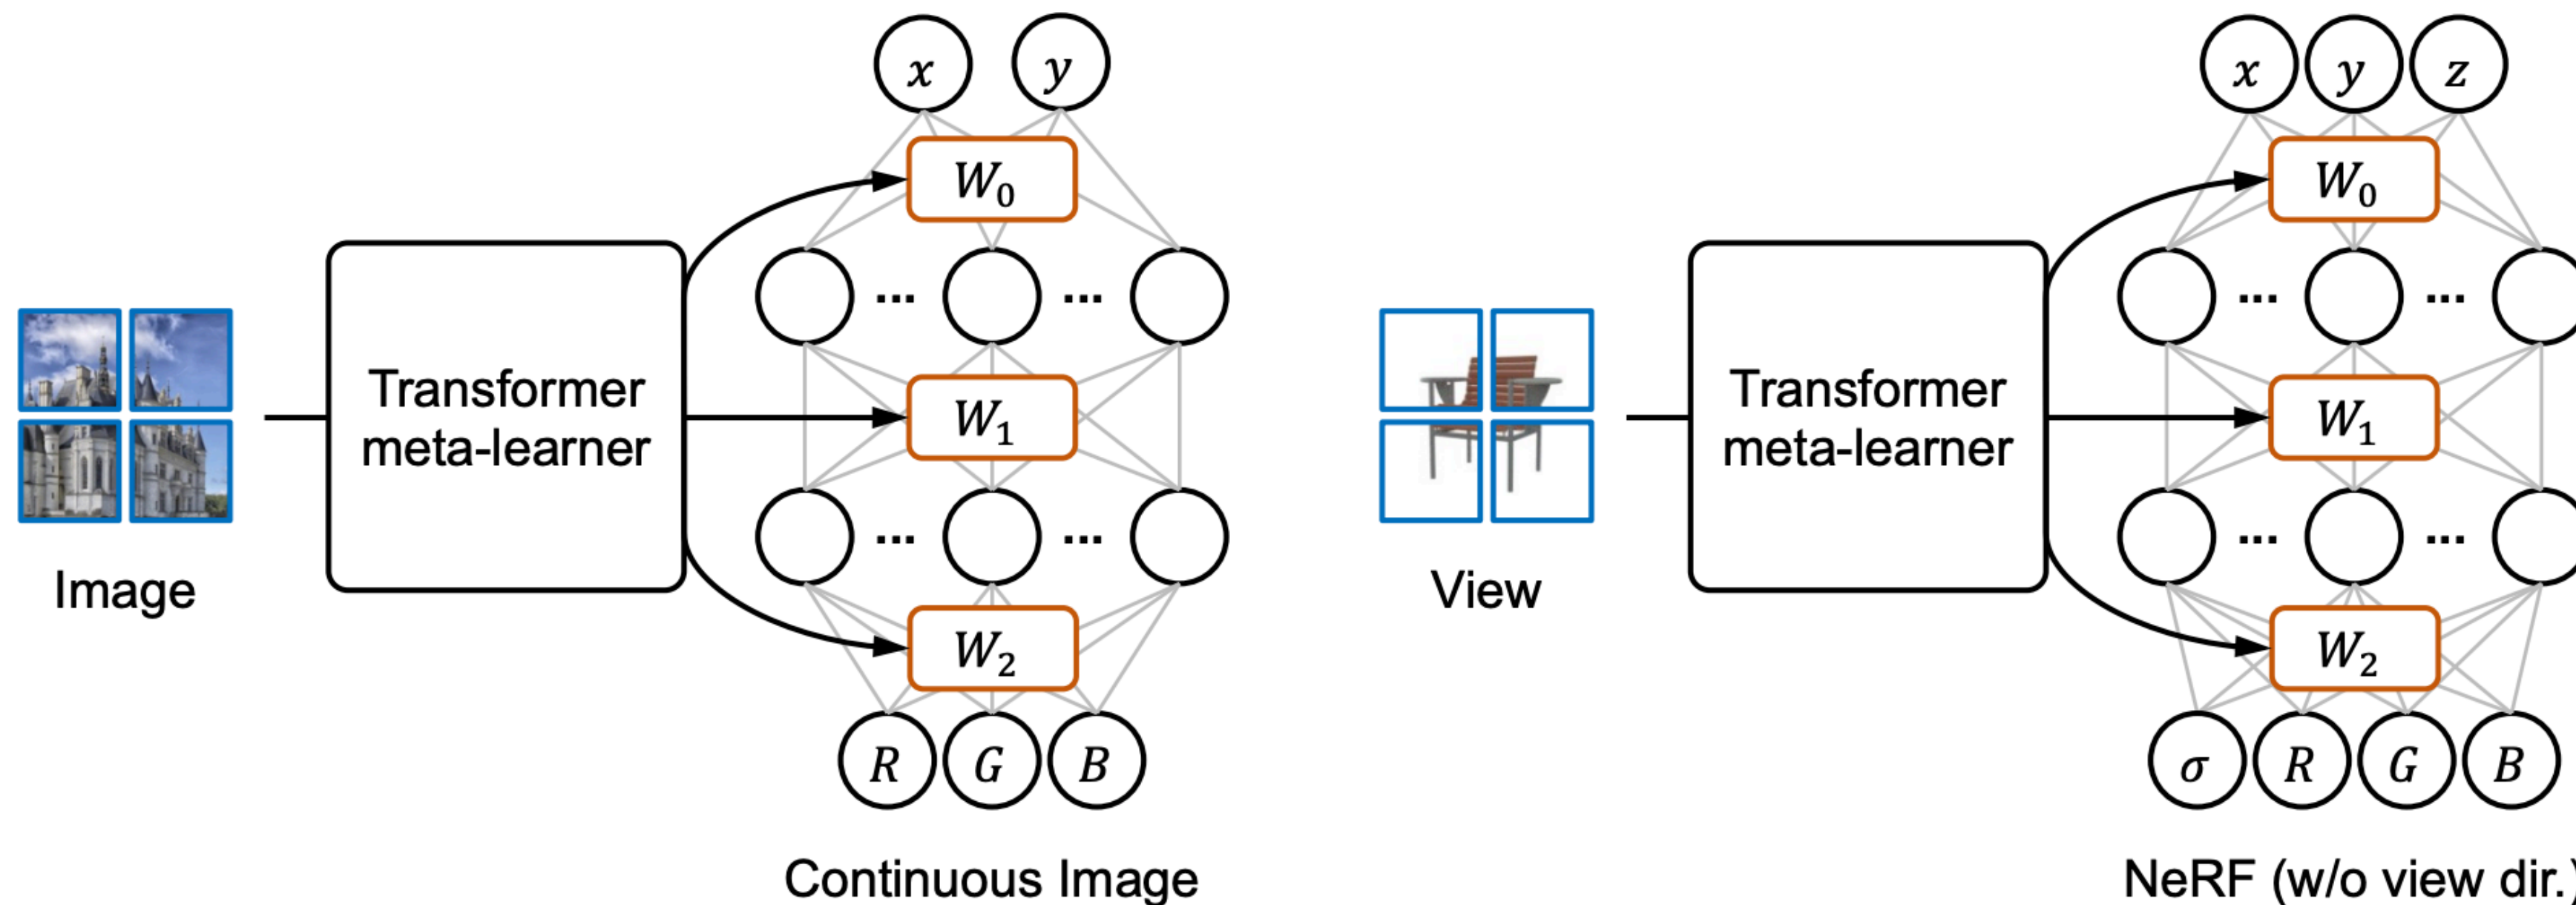 x y
W0
Transformer
meta-learner
... ...
W1
... ...
Image
W2
R G B
Continuous Image
x y z
W0
Transformer
meta-learner
... ...
W1
... ...
View
W2
σ R G B
NeRF (w/o view dir.)